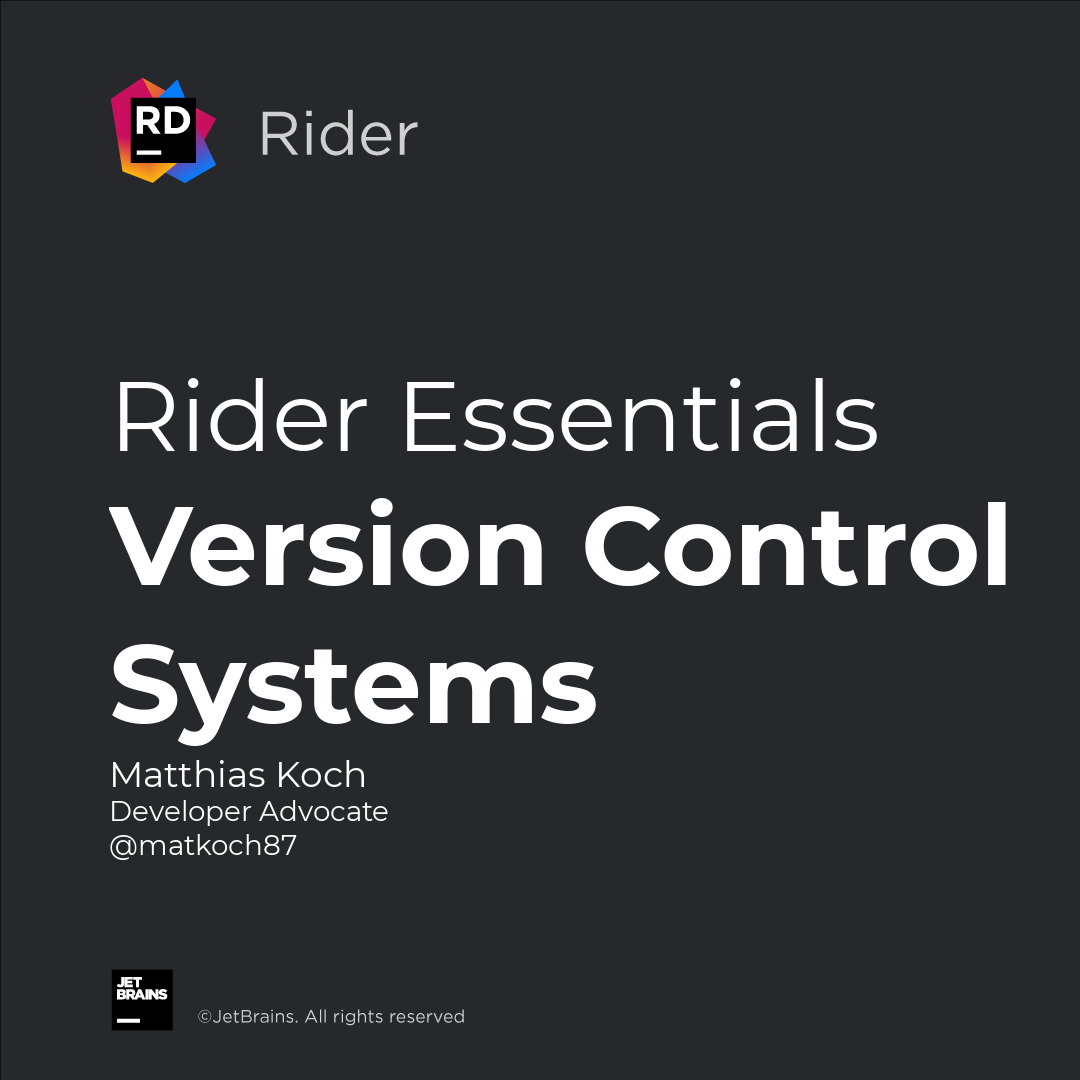 RD
Rider
Rider Essentials
Version Control
Systems
Matthias Koch
Developer Advocate
@matkoch87
JET
BRAINS
©JetBrains. All rights reserved